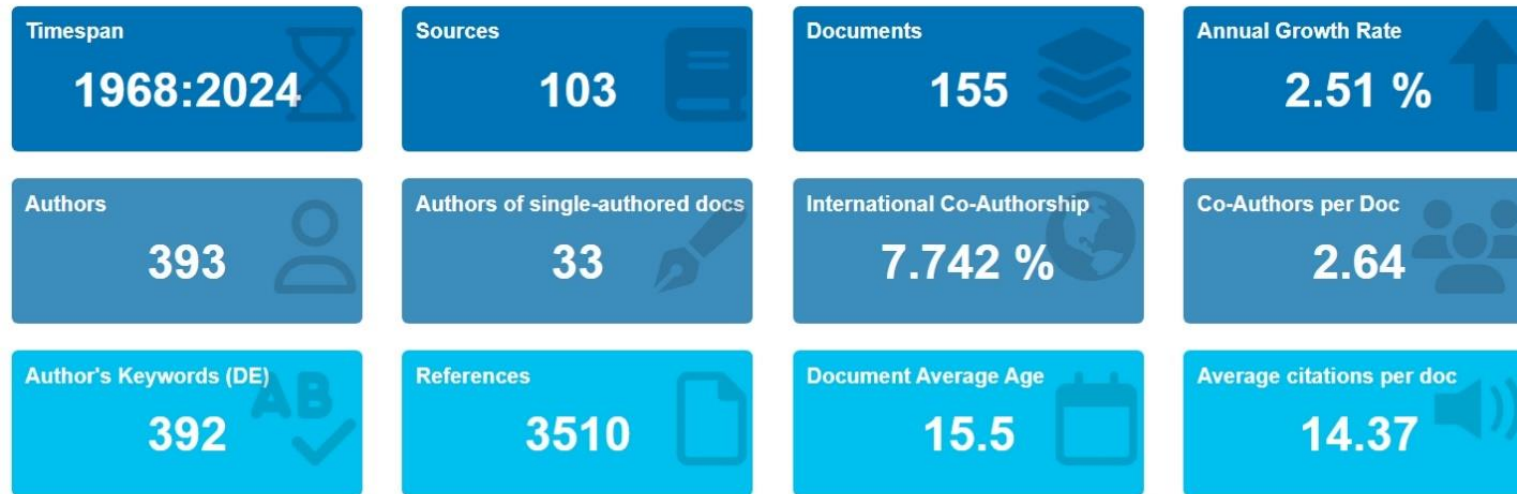 Timespan
1968:2024
Sources
103
Documents
155
Annual Growth Rate
2.51 %
Authors
393
Authors of single-authored docs
33
International Co-Authorship
7.742 %
Co-Authors per Doc
2.64
Author's Keywords (DE)
AB
392
References
3510
Document Average Age
15.5
Average citations per doc
14.37